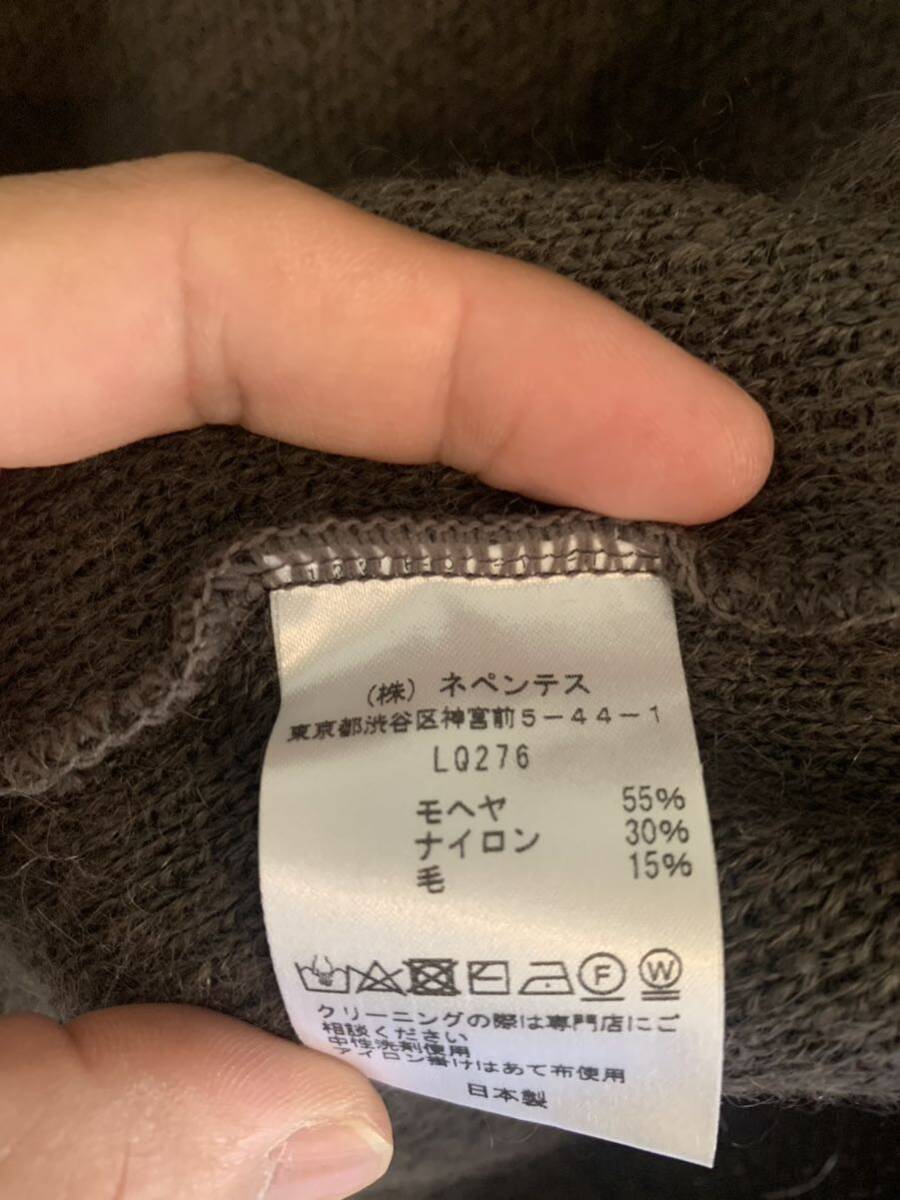 (株) ネペンテス
東京都渋谷区神宮前5-44-1
LQ276
モヘヤ 55%
ナイロン 30%
毛 15%
F W
クリーニングの際は専門店にご
相談ください
中性洗剤使用
アイロン掛けはあて布使用
日本製